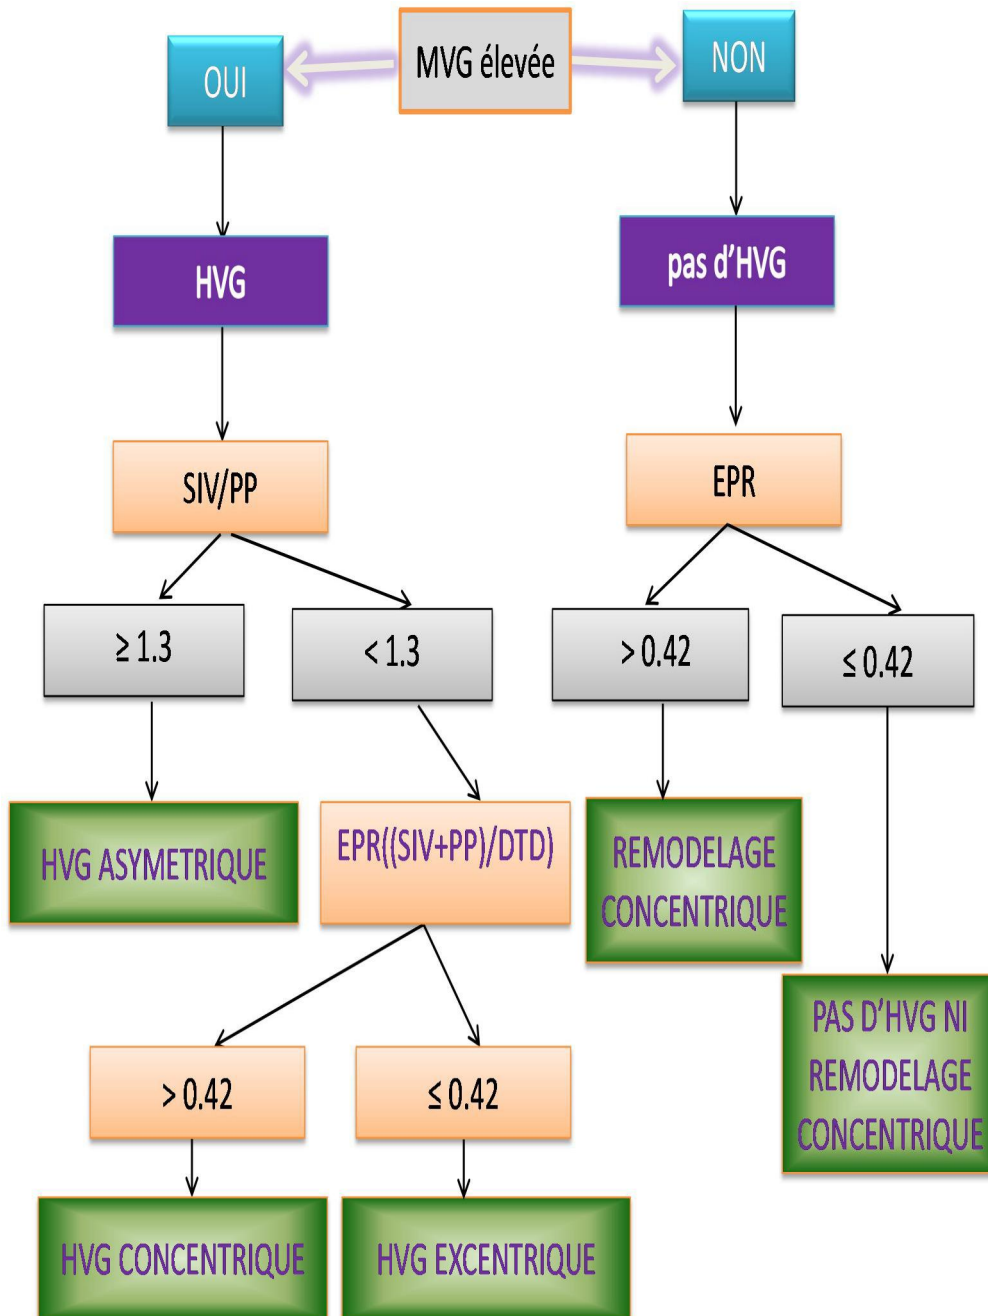 MVG élevée
OUI
NON
HVG
pas d'HVG
SIV/PP
EPR
≥ 1.3
< 1.3
> 0.42
≤ 0.42
HVG ASYMETRIQUE
EPR((SIV+PP)/DTD)
REMODELAGE
CONCENTRIQUE
PAS D'HVG NI
REMODELAGE
CONCENTRIQUE
> 0.42
≤ 0.42
HVG CONCENTRIQUE
HVG EXCENTRIQUE